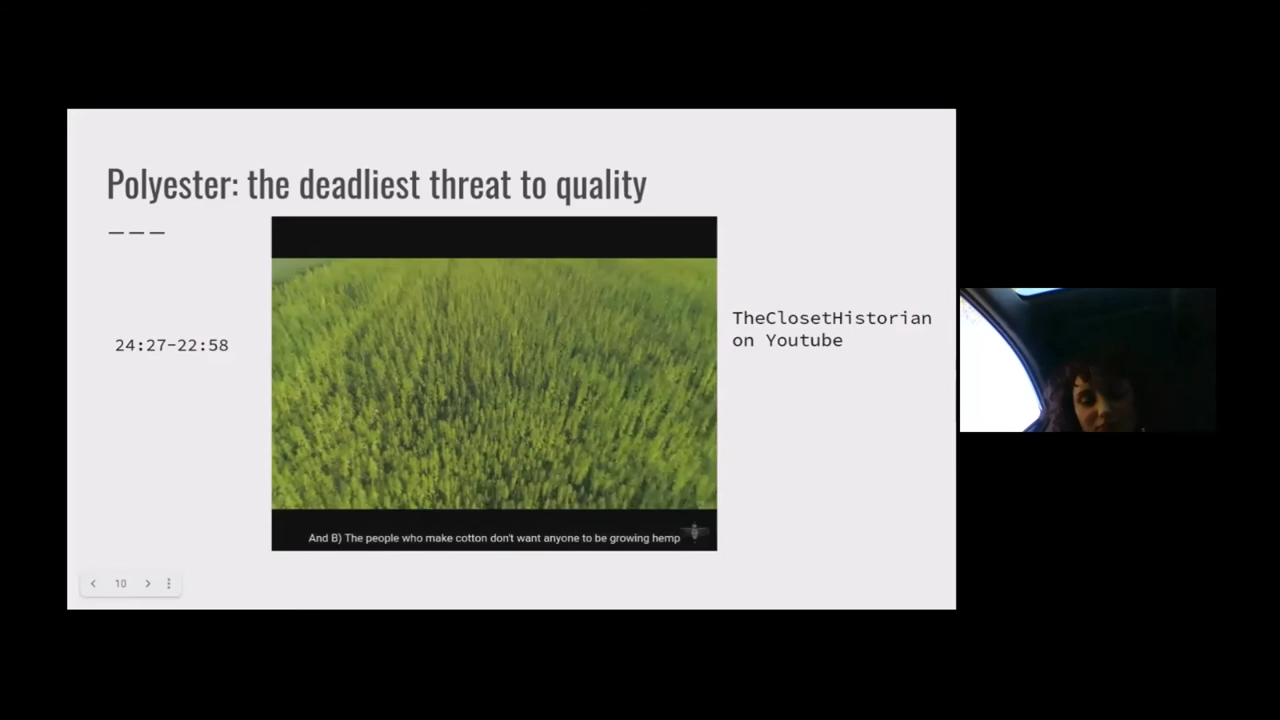 Polyester: the deadliest threat to quality
24:27-22:58
TheClosetHistorian
on Youtube
And B) The people who make cotton don't want anyone to be growing hemp
10